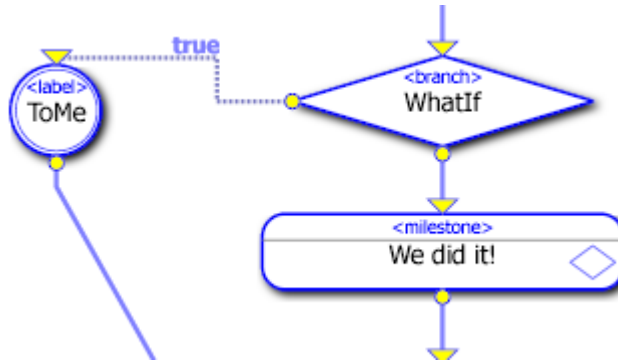 true
<label>
ToMe
<branch>
WhatIf
<milestone>
We did it!